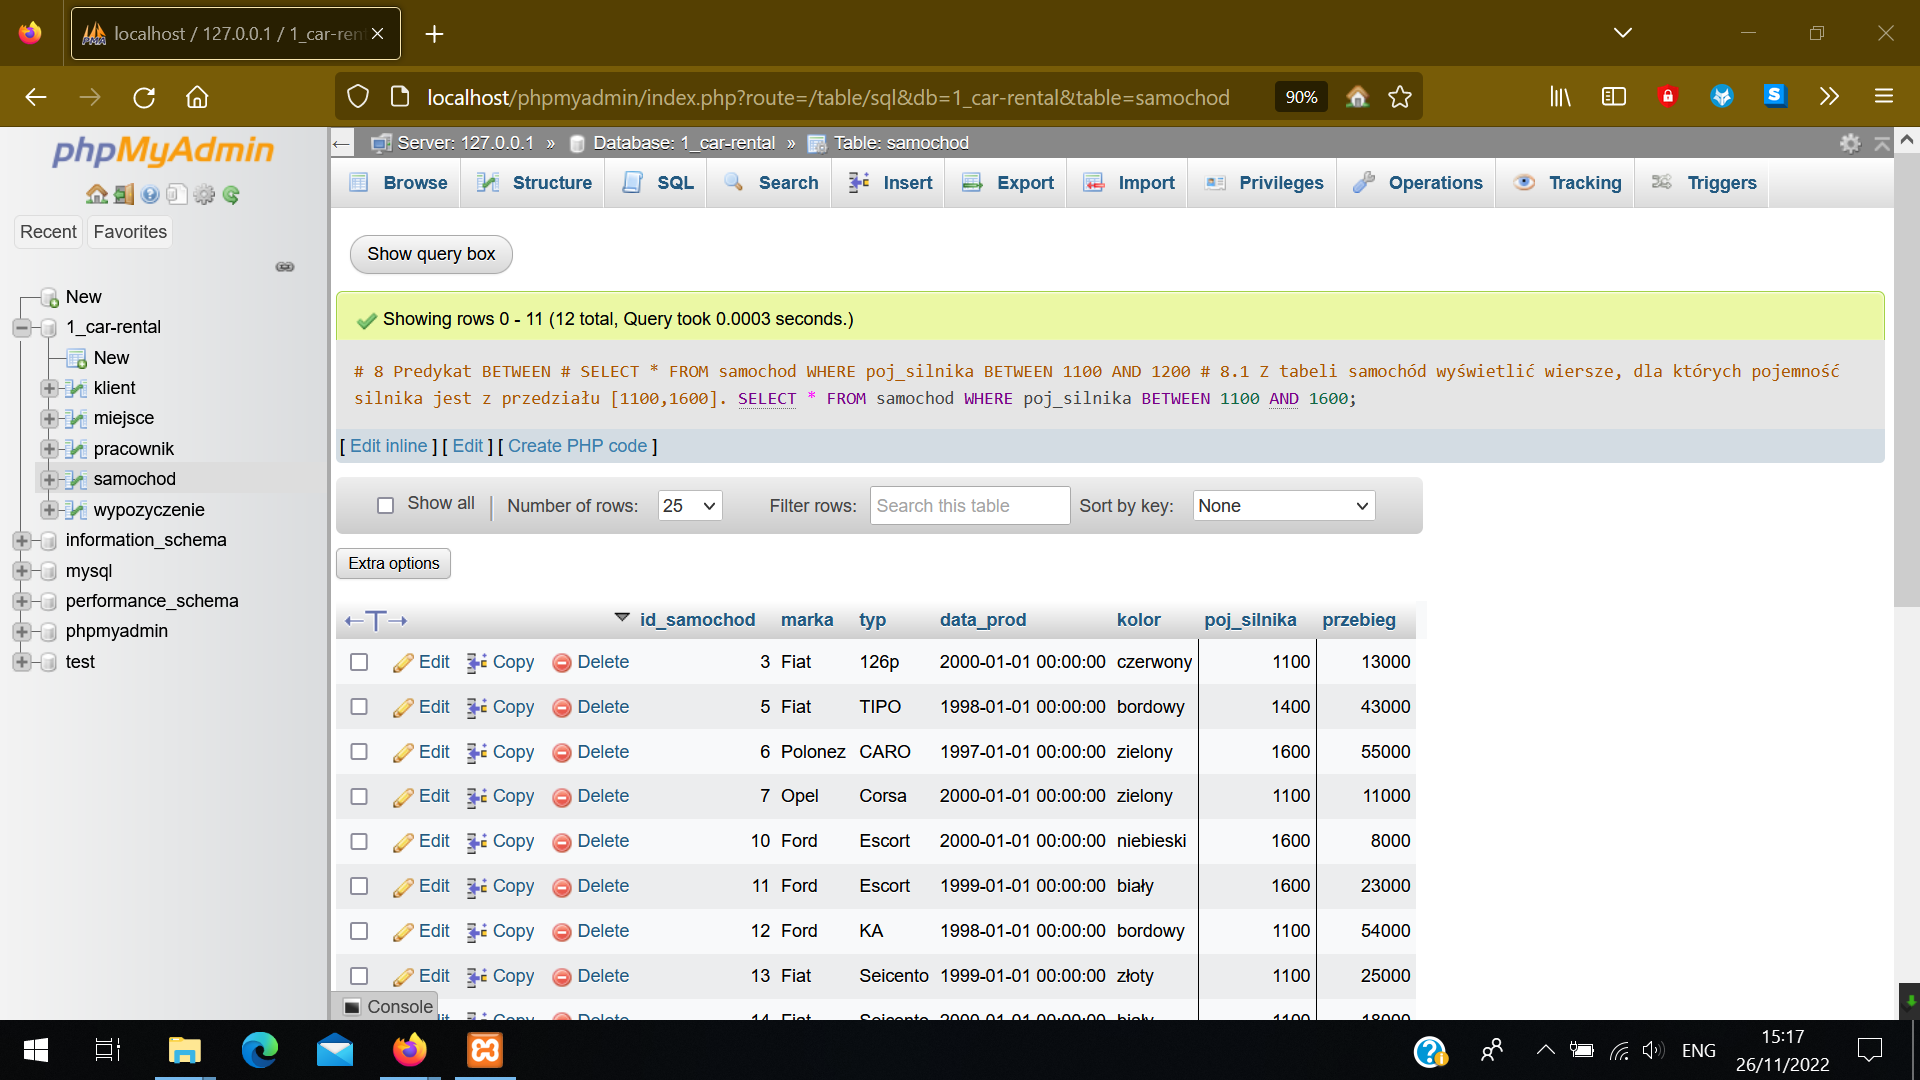 localhost / 127.0.0.1 / 1_car-ren
localhost/phpmyadmin/index.php?route=/table/sql&db=1_car-rental&table=samochod
90%
phpMyAdmin
Recent
Favorites
New
1_car-rental
New
klient
miejsce
pracownik
samochod
wypozyczenie
information_schema
mysql
performance_schema
phpmyadmin
test
Server: 127.0.0.1 » Database: 1_car-rental » Table: samochod
Browse Structure SQL Search Insert Export Import Privileges Operations Tracking Triggers
Show query box
Showing rows 0 - 11 (12 total, Query took 0.0003 seconds.)
# 8 Predykat BETWEEN # SELECT * FROM samochod WHERE poj_silnika BETWEEN 1100 AND 1200 # 8.1 Z tabeli samochód wyświetlić wiersze, dla których pojemność
silnika jest z przedziału [1100,1600]. SELECT * FROM samochod WHERE poj_silnika BETWEEN 1100 AND 1600;
[ Edit inline ] [ Edit ] [ Create PHP code ]
Show all | Number of rows: 25 Filter rows: Search this table Sort by key: None
Extra options
←T→ id_samochod marka typ data_prod kolor poj_silnika przebieg
Edit Copy Delete 3 Fiat 126p 2000-01-01 00:00:00 czerwony 1100 13000
Edit Copy Delete 5 Fiat TIPO 1998-01-01 00:00:00 bordowy 1400 43000
Edit Copy Delete 6 Polonez CARO 1997-01-01 00:00:00 zielony 1600 55000
Edit Copy Delete 7 Opel Corsa 2000-01-01 00:00:00 zielony 1100 11000
Edit Copy Delete 10 Ford Escort 2000-01-01 00:00:00 niebieski 1600 8000
Edit Copy Delete 11 Ford Escort 1999-01-01 00:00:00 biały 1600 23000
Edit Copy Delete 12 Ford KA 1998-01-01 00:00:00 bordowy 1100 54000
Edit Copy Delete 13 Fiat Seicento 1999-01-01 00:00:00 złoty 1100 25000
Copy Delete 14 Fiat Seicento 2000-01-01 00:00:00 biały 1100 18000
Console
ENG
15:17
26/11/2022